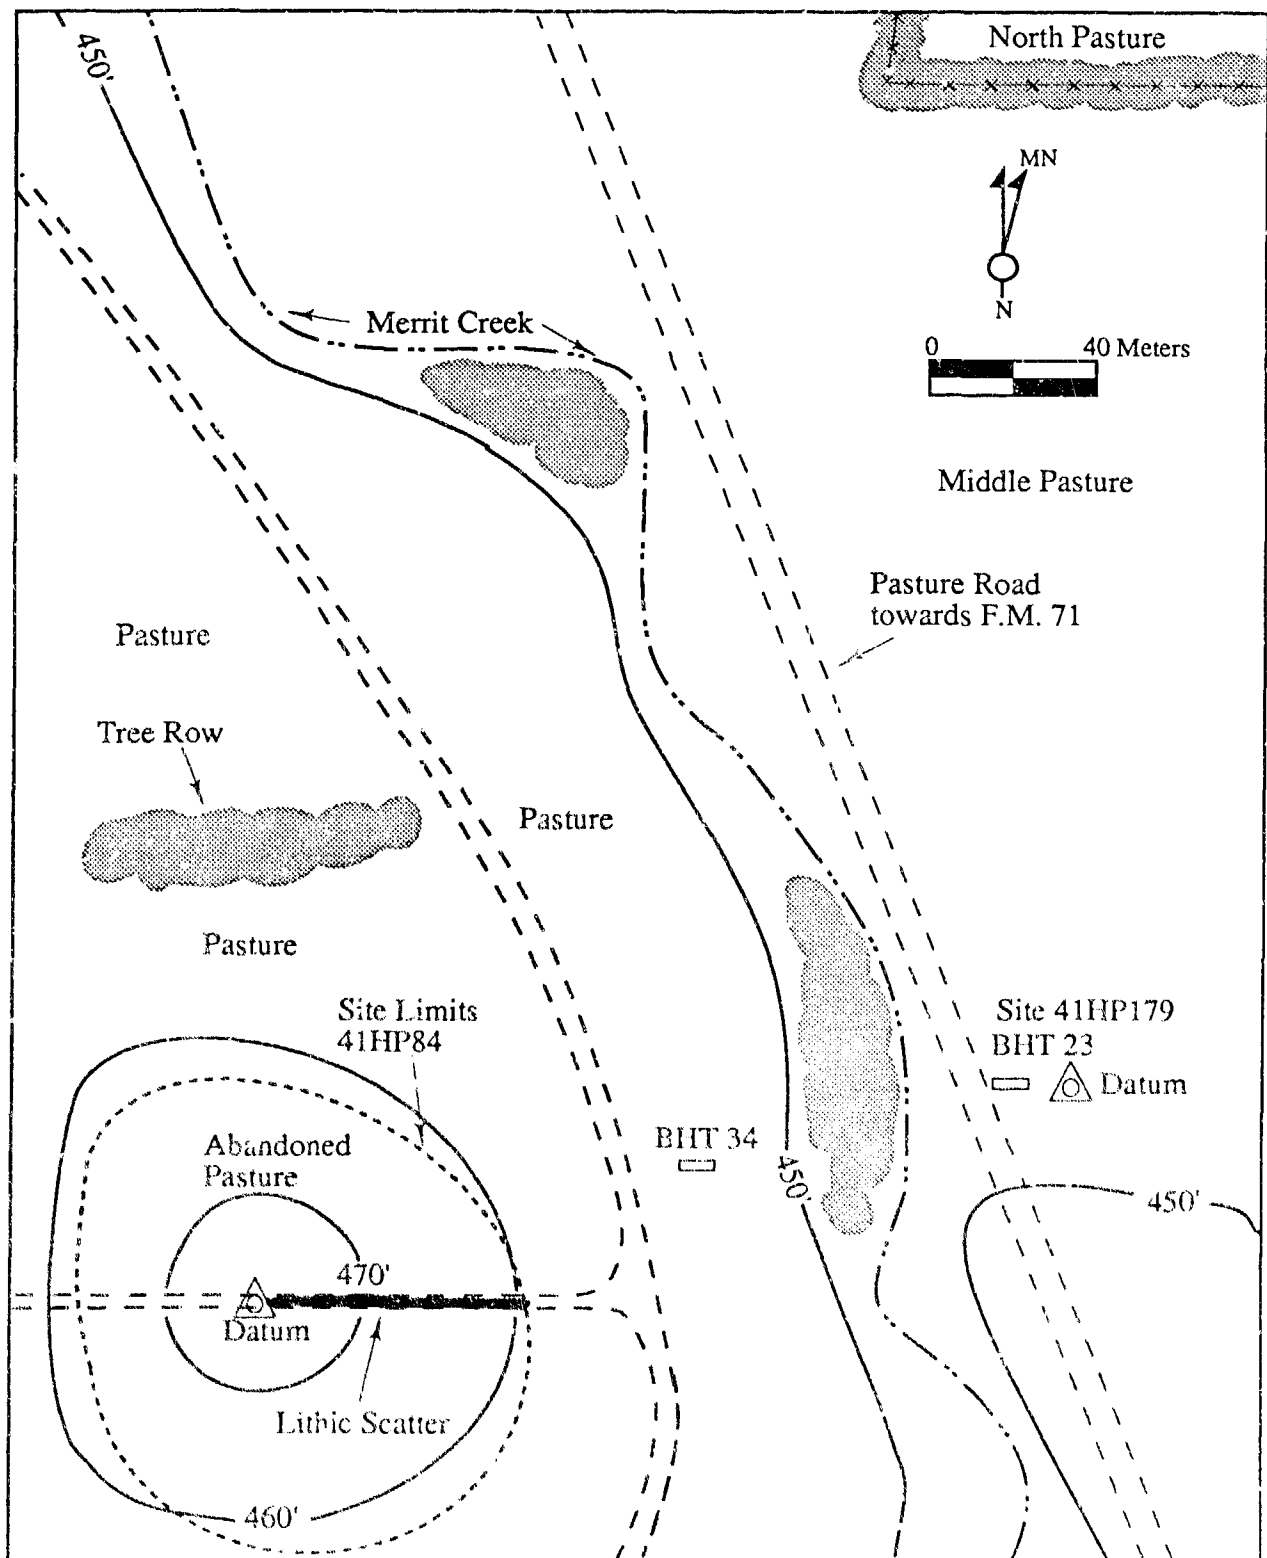 North Pasture
450'
MN
N
0 40 Meters
Merrit Creek
Middle Pasture
Pasture Road
towards F.M. 71
Pasture
Tree Row
Pasture
Pasture
Site Limits
41HP84
Site 41HP179
BHT 23
Datum
BHT 34
Abandoned
Pasture
450'
450'
470'
Datum
Lithic Scatter
460'